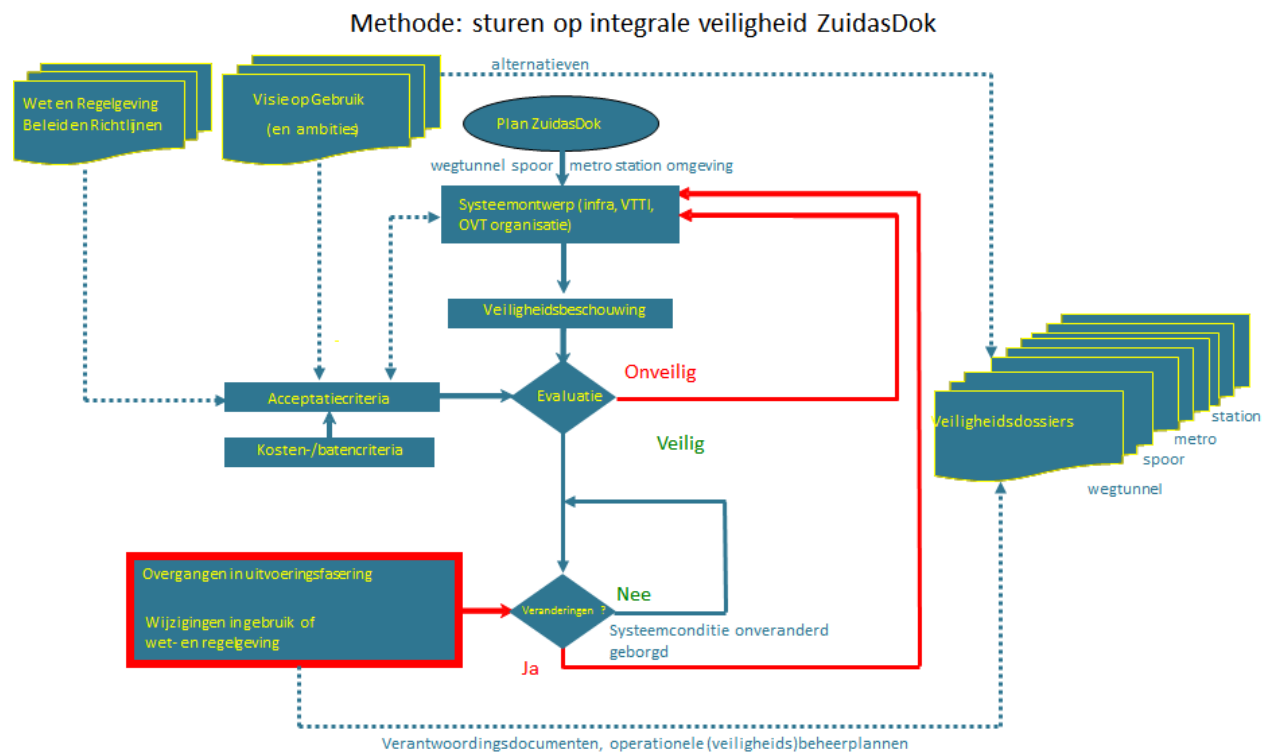 Methode: sturen op integrale veiligheid ZuidasDok
alternatieven
Wet en Regelgeving
Beleid en Richtlijnen
Visie op Gebruik
(en ambities)
Plan ZuidasDok
wegtunnel spoor metro station omgeving
Systeemontwerp (infra, VTTI,
OVT organisatie)
Veiligheidsbeschouwing
Onveilig
Evaluatie
Acceptatiecriteria
Veilig
Kosten-/batencriteria
Veiligheidsdossiers
station
metro
spoor
wegtunnel
Overgangen in uitvoeringsfasering
Wijzigingen in gebruik of
wet- en regelgeving
Veranderingen ?
Nee
Systeemconditie onveranderd
geborgd
Ja
Verantwoordingsdocumenten, operationele (veiligheids)beheerplannen